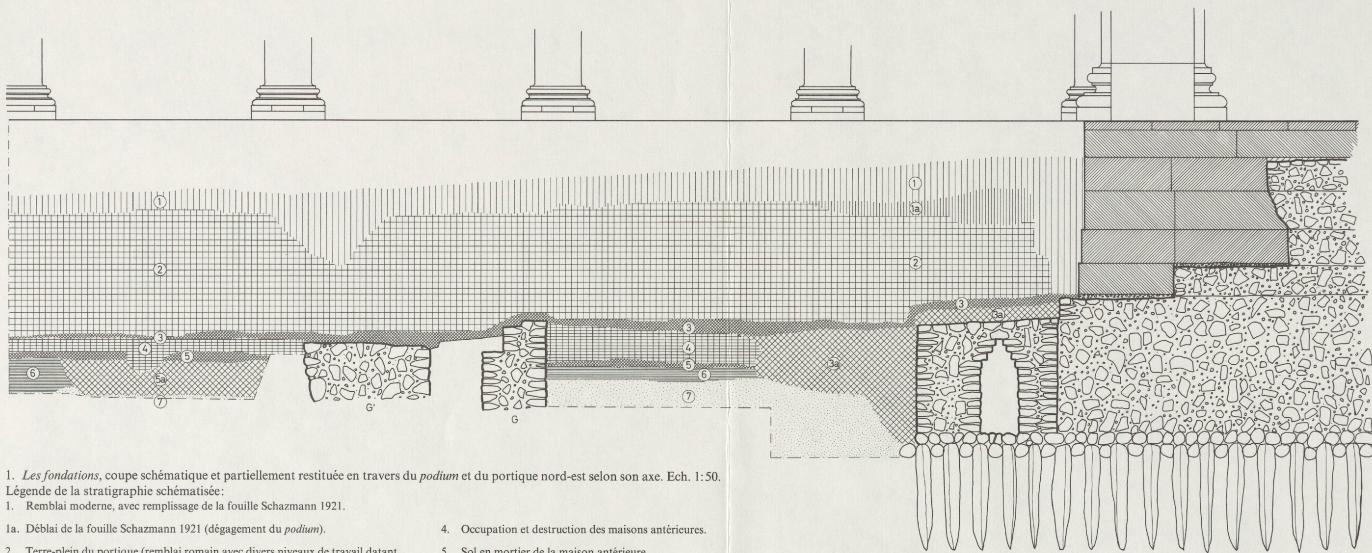 1
1
1a
2
2
3
3a
3
3
4
4
5
5
6
6
5a
3a
7
7
G'
G
1. Les fondations, coupe schématique et partiellement restituée en travers du podium et du portique nord-est selon son axe. Ech. 1:50.
Légende de la stratigraphie schématisée:
1. Remblai moderne, avec remplissage de la fouille Schazmann 1921.
1a. Déblai de la fouille Schazmann 1921 (dégagement du podium).
4. Occupation et destruction des maisons antérieures.
2. Terre-plein du portique (remblai romain avec divers niveaux de travail datant
5. Sol en mortier de la maison antérieure